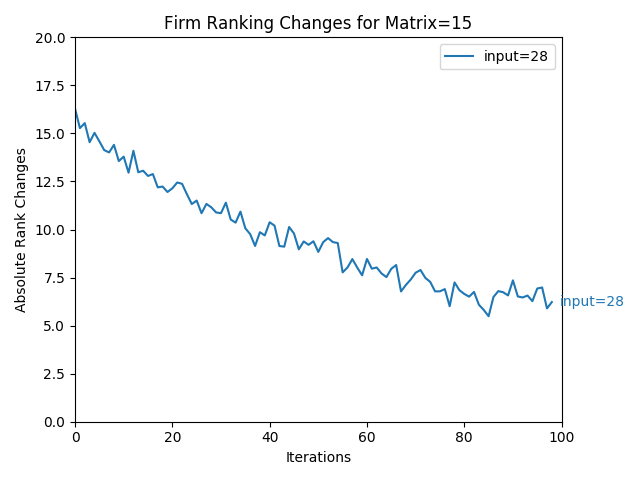 Firm Ranking Changes for Matrix=15
20.0
17.5
15.0
12.5
10.0
7.5
5.0
2.5
0.0
Absolute Rank Changes
input=28
input=28
0 20 40 60 80 100
Iterations